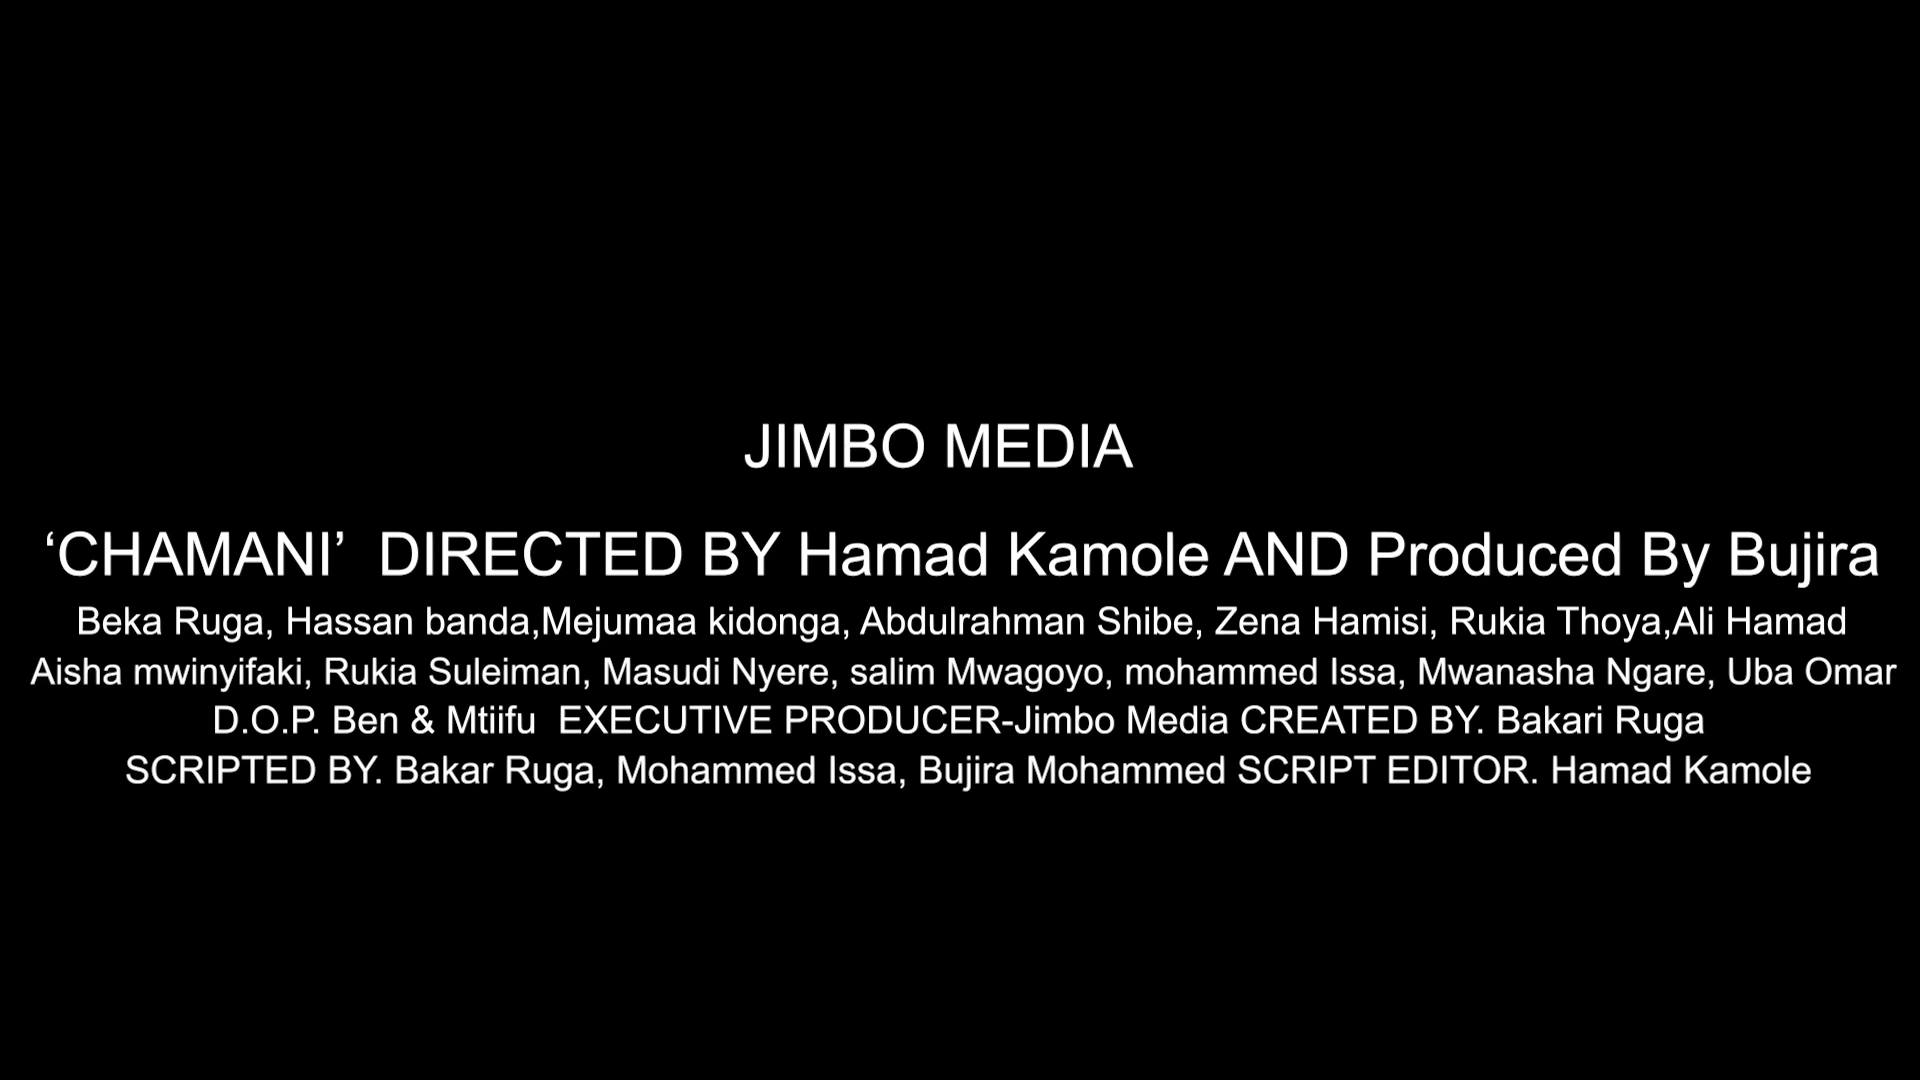 JIMBO MEDIA
‘CHAMANI’  DIRECTED BY Hamad Kamole AND Produced By Bujira
Beka Ruga, Hassan banda,Mejumaa kidonga, Abdulrahman Shibe, Zena Hamisi, Rukia Thoya,Ali Hamad
Aisha mwinyifaki, Rukia Suleiman, Masudi Nyere, salim Mwagoyo, mohammed Issa, Mwanasha Ngare, Uba Omar
D.O.P. Ben & Mtiifu  EXECUTIVE PRODUCER-Jimbo Media CREATED BY. Bakari Ruga
SCRIPTED BY. Bakar Ruga, Mohammed Issa, Bujira Mohammed SCRIPT EDITOR. Hamad Kamole